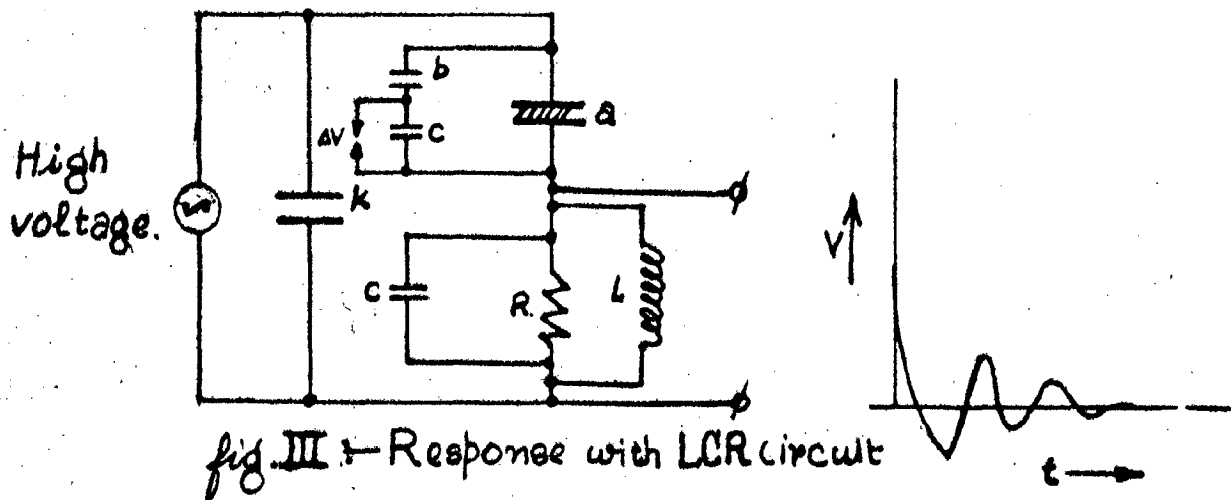 High
voltage.
k
b
ΔV
c
a
c
R.
L
V
t
fig. III :- Response with LCR circuit